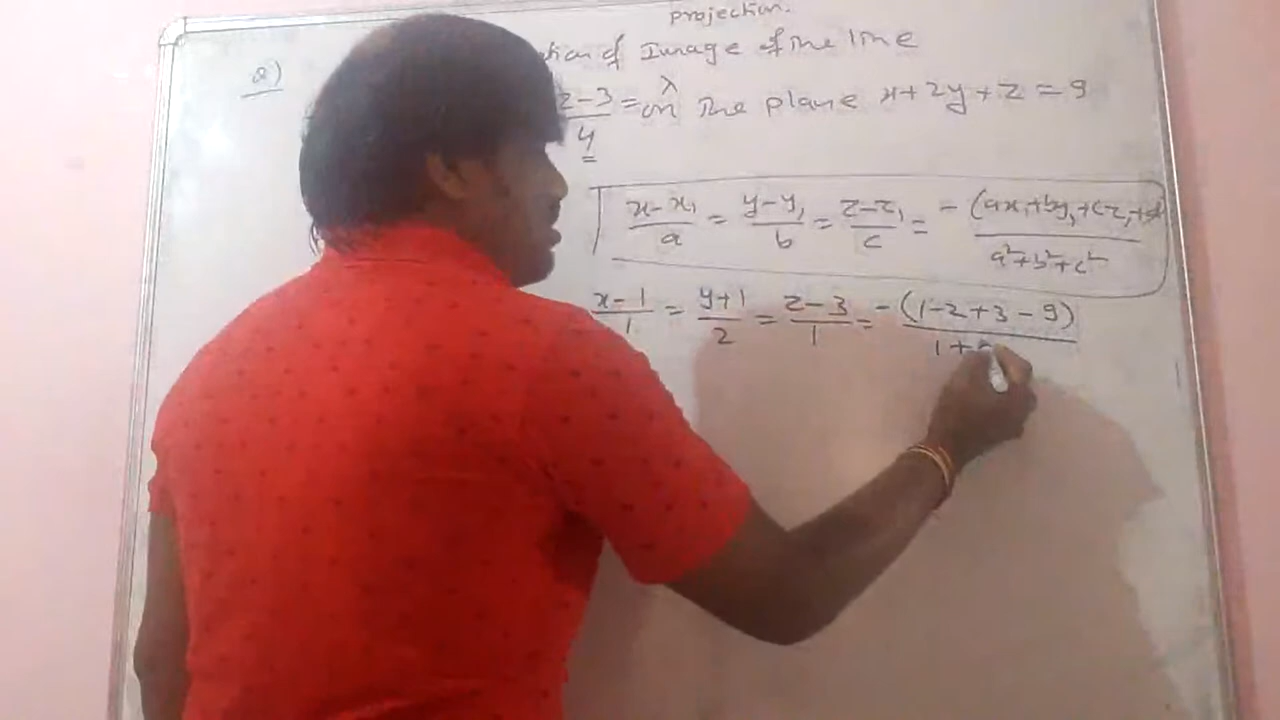 Projection.
Q) tion of Image of the line
z-3/4 = λ on The plane x+2y+z=9
x-x₁/a = y-y₁/b = z-z₁/c = -(ax₁+by₁+cz₁+d)/a²+b²+c²
x-1/1 = y+1/2 = z-3/1 = -(1-2+3-9)/1+